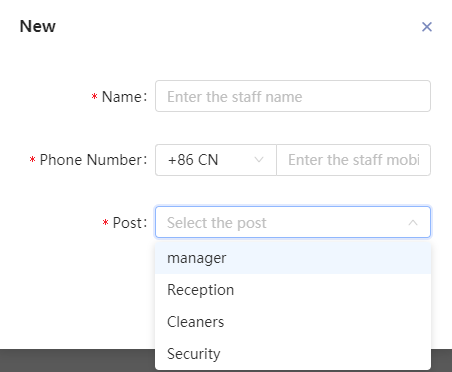 New
* Name:
Enter the staff name
* Phone Number:
+86 CN
Enter the staff mobi
* Post:
Select the post
manager
Reception
Cleaners
Security